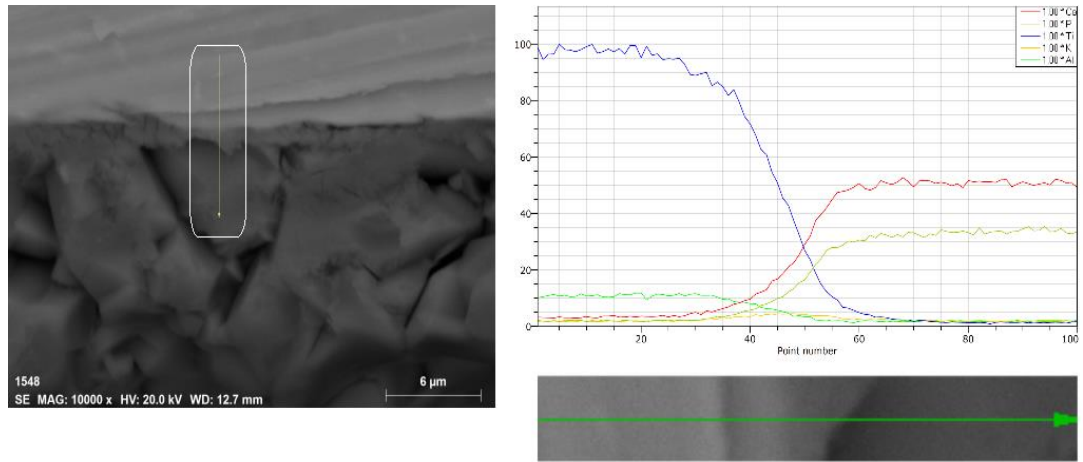 1548
SE MAG: 10000 x HV: 20.0 kV WD: 12.7 mm
6 µm
100
80
60
40
20
0
20
40
60
80
100
Point number
1.00 * Ca
1.00 * P
1.00 * Ti
1.00 * K
1.00 * Al